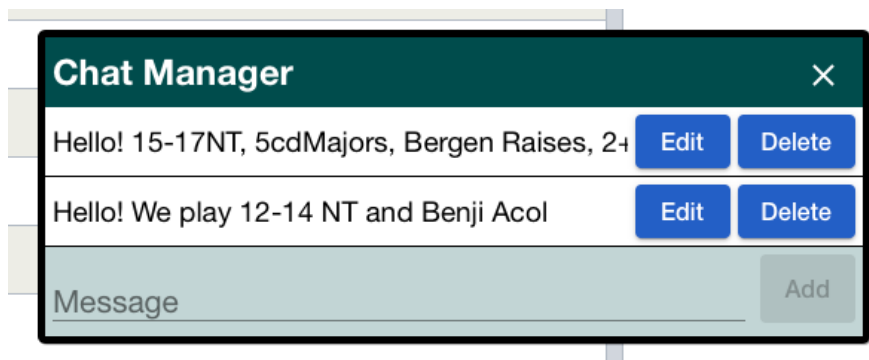 Chat Manager ×
Hello! 15-17NT, 5cdMajors, Bergen Raises, 2+ Edit Delete
Hello! We play 12-14 NT and Benji Acol Edit Delete
Message Add